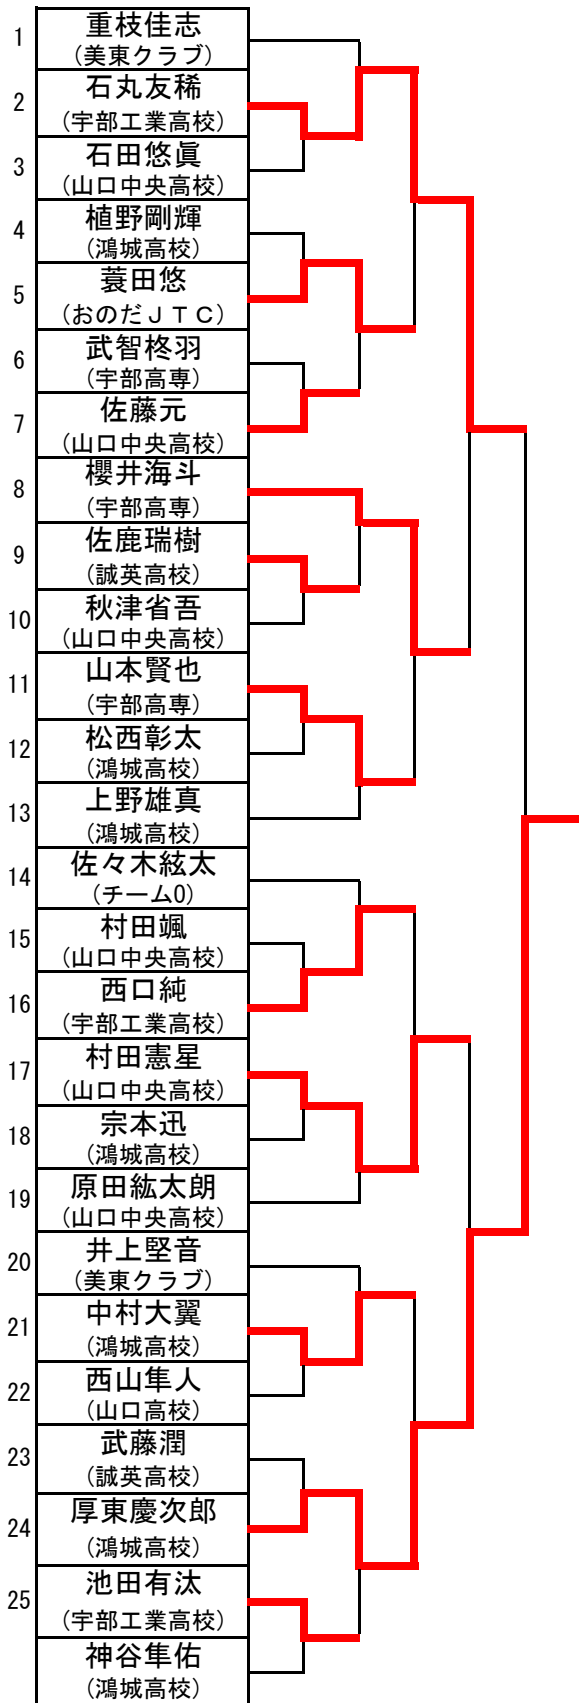 1
重枝佳志
(美東クラブ)
2
石丸友稀
(宇部工業高校)
3
石田悠眞
(山口中央高校)
4
植野剛輝
(鴻城高校)
5
蓑田悠
(おのだＪＴＣ)
6
武智柊羽
(宇部高専)
7
佐藤元
(山口中央高校)
8
櫻井海斗
(宇部高専)
9
佐鹿瑞樹
(誠英高校)
10
秋津省吾
(山口中央高校)
11
山本賢也
(宇部高専)
12
松西彰太
(鴻城高校)
13
上野雄真
(鴻城高校)
14
佐々木絃太
(チーム0)
15
村田颯
(山口中央高校)
16
西口純
(宇部工業高校)
17
村田憲星
(山口中央高校)
18
宗本迅
(鴻城高校)
19
原田紘太朗
(山口中央高校)
20
井上堅音
(美東クラブ)
21
中村大翼
(鴻城高校)
22
西山隼人
(山口高校)
23
武藤潤
(誠英高校)
24
厚東慶次郎
(鴻城高校)
25
池田有汰
(宇部工業高校)
神谷隼佑
(鴻城高校)